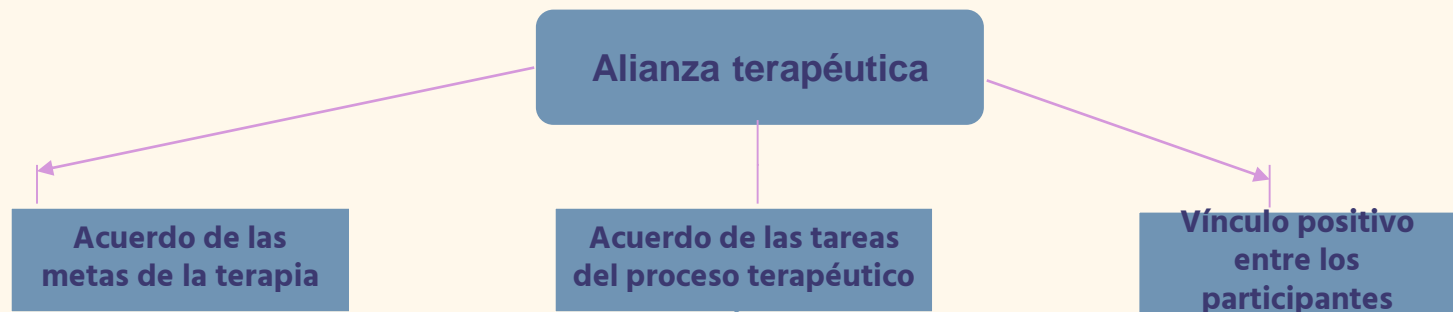 Alianza terapéutica
Acuerdo de las
metas de la terapia
Acuerdo de las tareas
del proceso terapéutico
Vínculo positivo
entre los
participantes